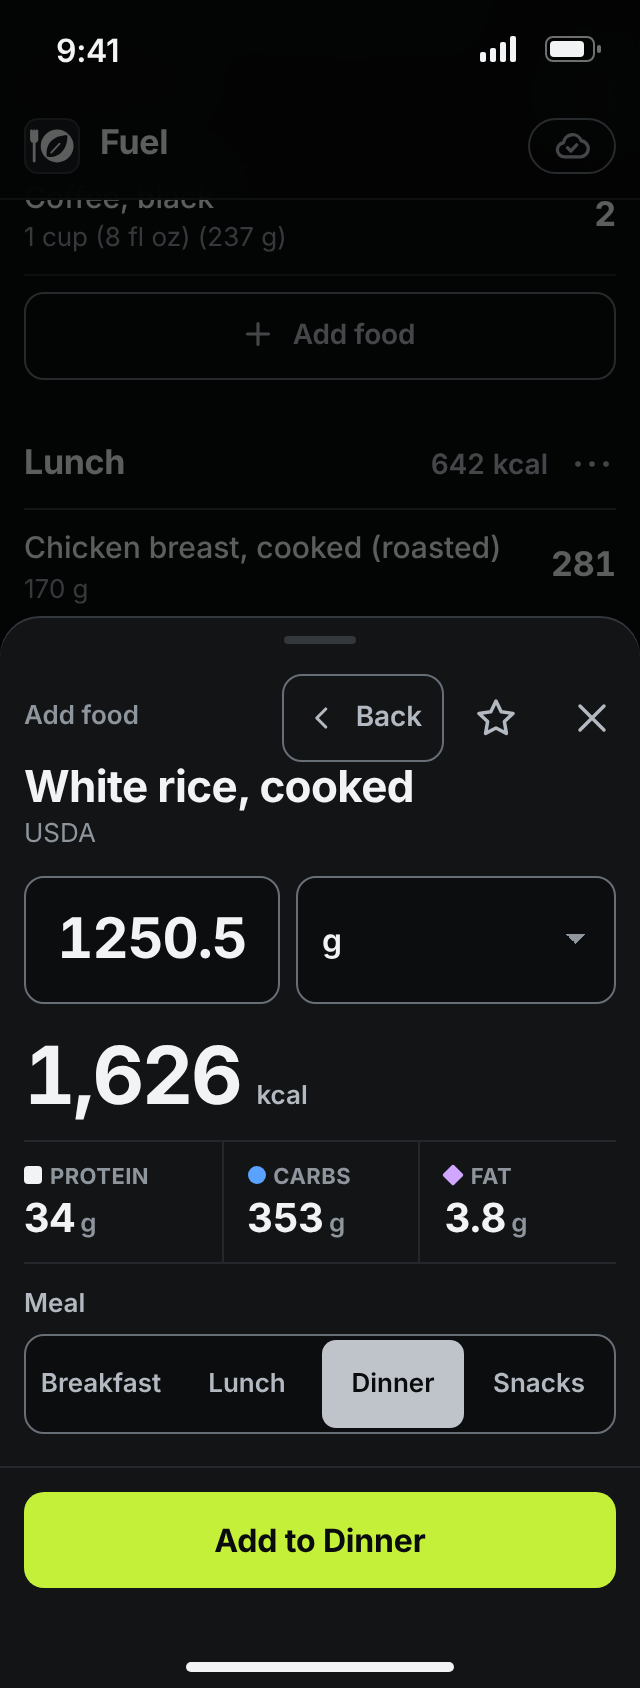 9:41
Fuel
Coffee, black
2
1 cup (8 fl oz) (237 g)
Add food
Lunch
642 kcal
Chicken breast, cooked (roasted)
281
170 g
Add food
Back
White rice, cooked
USDA
1250.5
g
1,626 kcal
PROTEIN
CARBS
FAT
34 g
353 g
3.8 g
Meal
Breakfast
Lunch
Dinner
Snacks
Add to Dinner